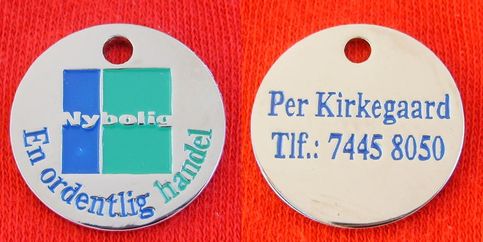 Nybolig
En ordentlig handel
Per Kirkegaard
Tlf.: 7445 8050